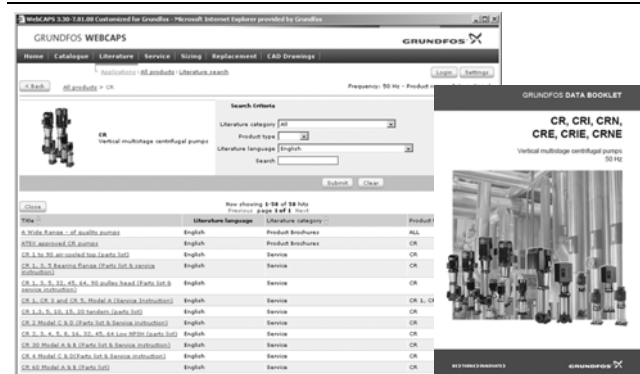 WebCAPS 3.30-7.01.08 Customized for Grundfos - Microsoft Internet Explorer provided by Grundfos
GRUNDFOS WEBCAPS
GRUNDFOS
Home Catalogue Literature Service Sizing Replacement CAD Drawings
Applications > All products > Literature search
Login Settings
< Back All products > CR
Frequency: 50 Hz - Product
Search Criteria
Literature category All
Product type
Literature language English
Search
CR
Vertical multistage centrifugal pumps
Submit Clear
Close
Now showing 1-58 of 58 hits
Previous page 1 of 1 Next
Title Literature language Literature category Product
A Wide Range - of quality pumps English Product Brochures ALL
ATEX approved CR pumps English Product Brochures CR
CR 1 to 90 air-cooled top (parts list) English Service CR
CR 1, 3, 5 Bearing flange (Parts list & service instruction) English Service CR
CR 1, 3, 5, 32, 45, 64, 90 pulley head (Parts list & service instruction) English Service CR
CR 1, CR 3 and CR 5, Model A (Service Instruction) English Service CR 1, CR
CR 1,3, 5, 10, 15, 20 tandem (parts list) English Service CR
CR 2 Model C & D (Parts list & Service instruction) English Service CR
CR 2, 3, 4, 5, 8, 16, 32, 45, 64 Low NPSH (parts list) English Service CR
CR 30 Model A & B (Parts list & Service instruction) English Service CR
CR 4 Model C & D(Parts list & Service instruction) English Service CR
CR 60 Model A & B (Parts list) English Service CR
GRUNDFOS DATA BOOKLET
CR, CRI, CRN,
CRE, CRIE, CRNE
Vertical multistage centrifugal pumps
50 Hz
BE > THINK > INNOVATE >
GRUNDFOS